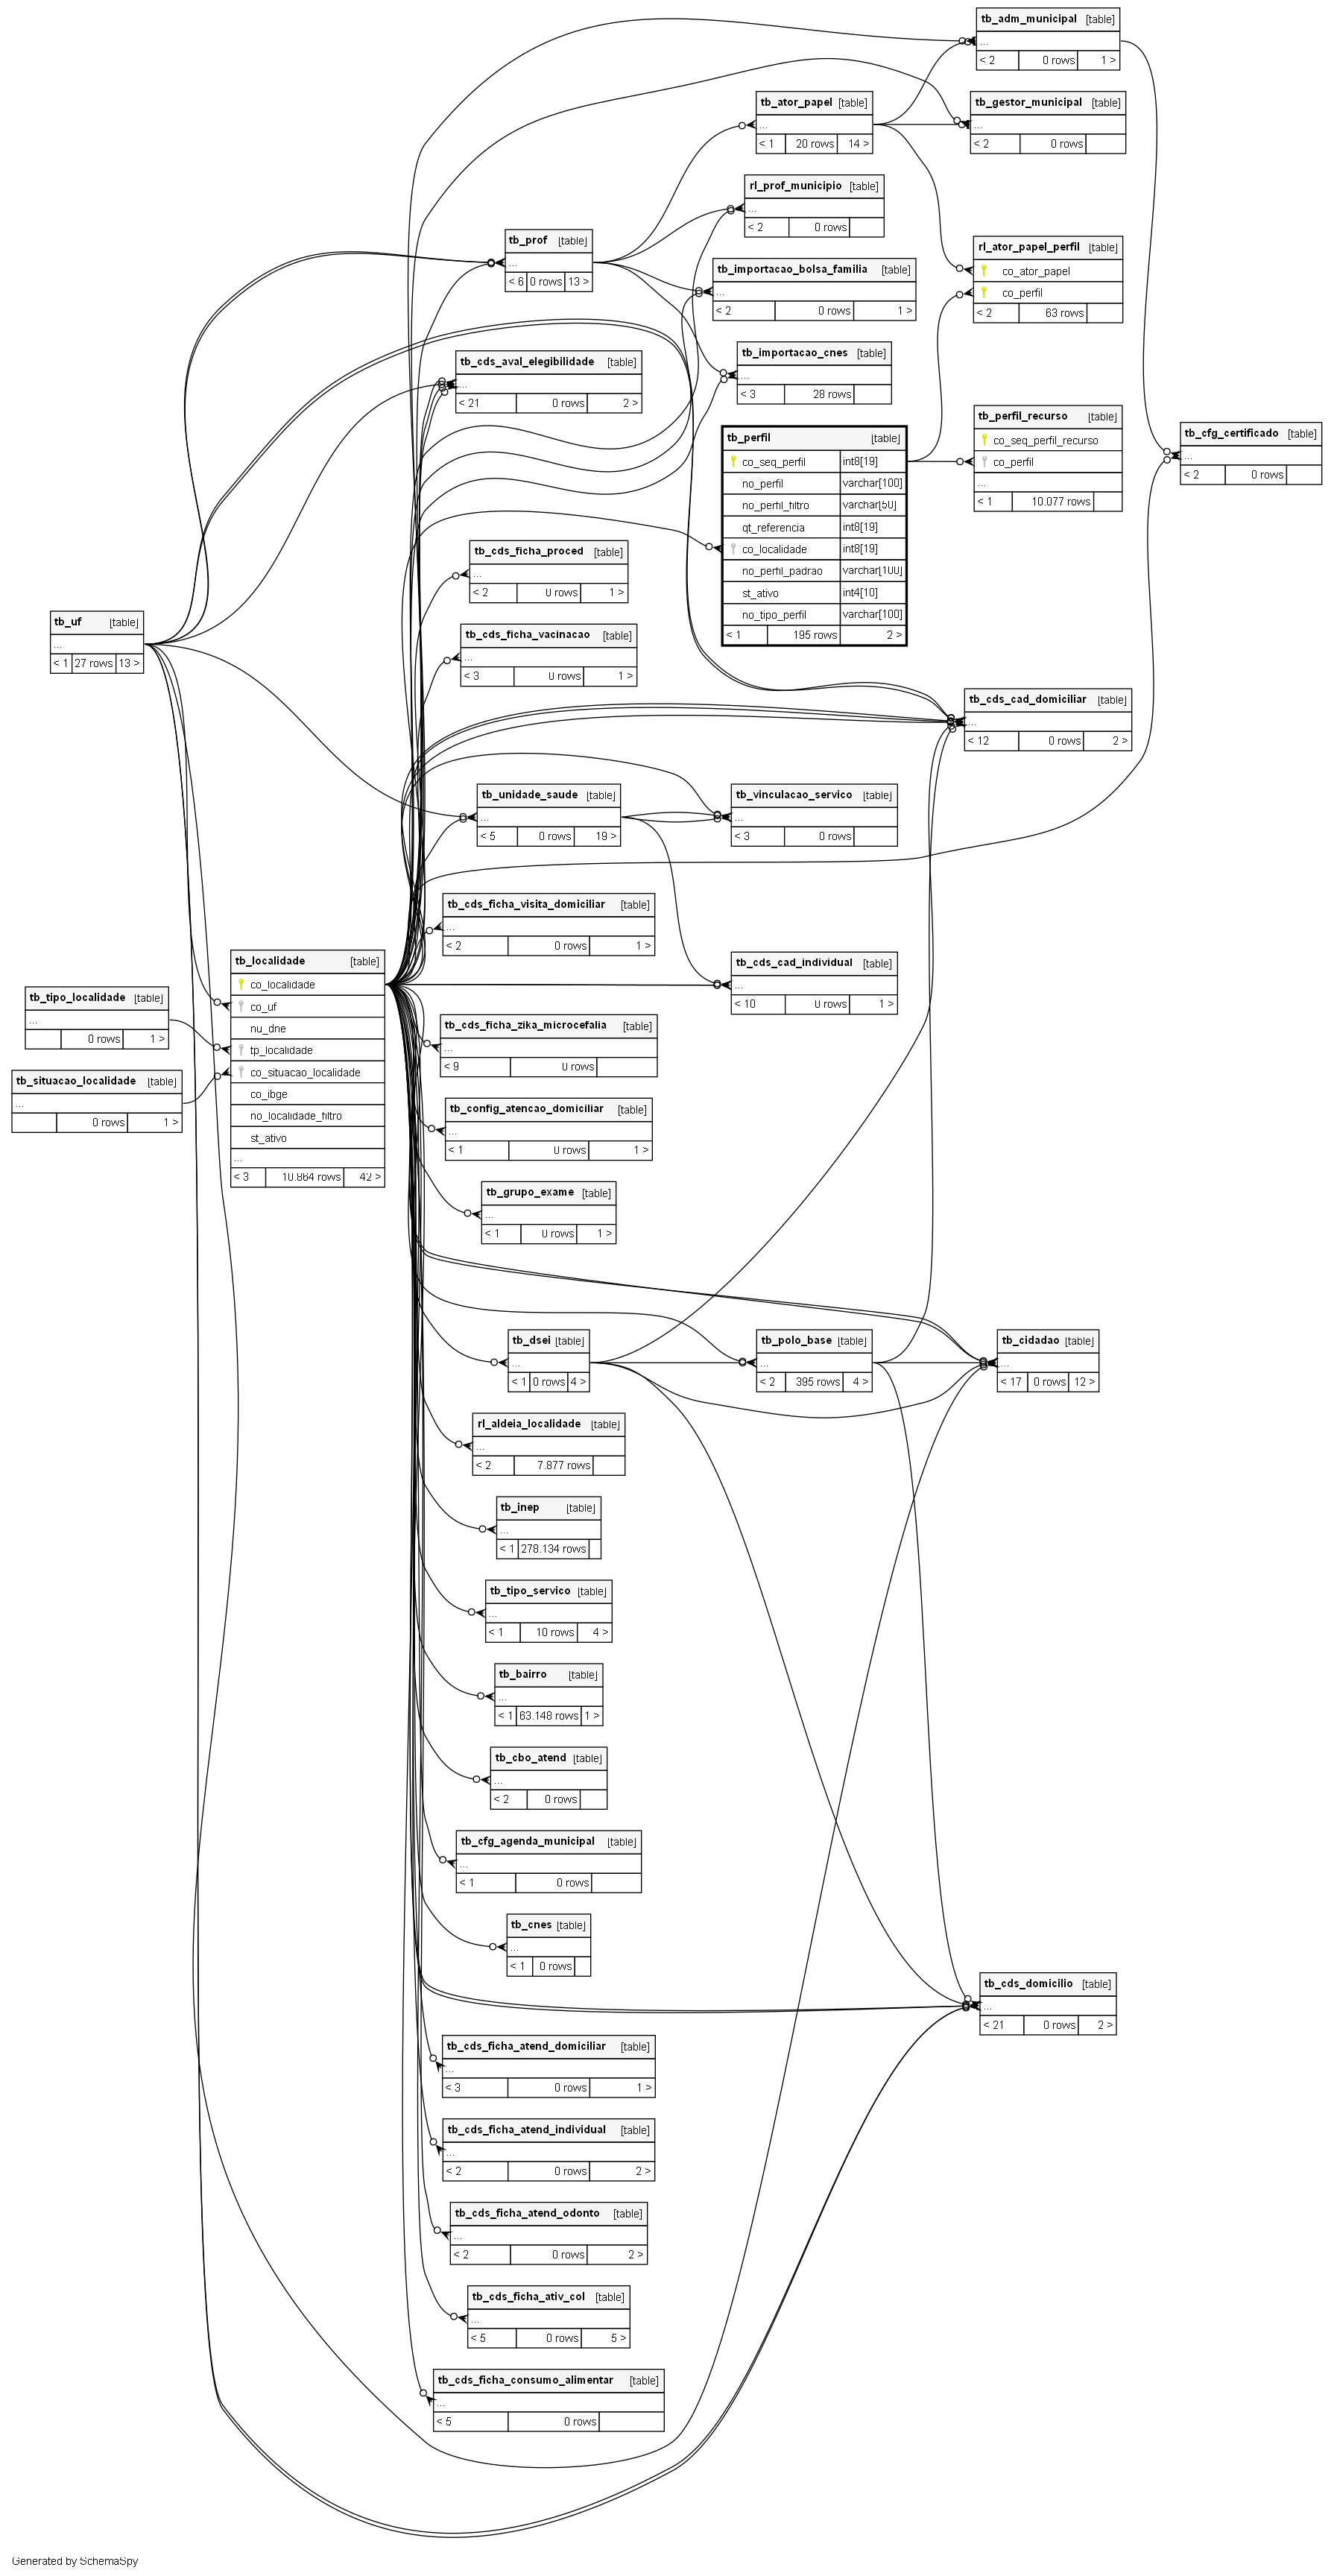 tb_adm_municipal [table]
...
< 2 0 rows 1 >
tb_ator_papel [table]
...
< 1 20 rows 14 >
tb_gestor_municipal [table]
...
< 2 0 rows
rl_prof_municipio [table]
...
< 2 0 rows
tb_prof [table]
...
< 6 0 rows 13 >
rl_ator_papel_perfil [table]
co_ator_papel
co_perfil
< 2 63 rows
tb_importacao_bolsa_familia [table]
...
< 2 0 rows 1 >
tb_importacao_cnes [table]
...
< 3 28 rows
tb_cds_aval_elegibilidade [table]
...
< 21 0 rows 2 >
tb_perfil_recurso [table]
co_seq_perfil_recurso
co_perfil
...
< 1 10.077 rows
tb_cfg_certificado [table]
...
< 2 0 rows
tb_perfil [table]
co_seq_perfil int8[19]
no_perfil varchar[100]
no_perfil_filtro varchar[50]
qt_referencia int8[19]
co_localidade int8[19]
no_perfil_padrao varchar[100]
st_ativo int4[10]
no_tipo_perfil varchar[100]
< 1 195 rows 2 >
tb_cds_ficha_proced [table]
...
< 2 0 rows 1 >
tb_uf [table]
...
< 1 27 rows 13 >
tb_cds_ficha_vacinacao [table]
...
< 3 0 rows 1 >
tb_cds_cad_domiciliar [table]
...
< 12 0 rows 2 >
tb_unidade_saude [table]
...
< 5 0 rows 19 >
tb_vinculacao_servico [table]
...
< 3 0 rows
tb_cds_ficha_visita_domiciliar [table]
...
< 2 0 rows 1 >
tb_localidade [table]
co_localidade
co_uf
nu_dne
tp_localidade
co_situacao_localidade
co_ibge
no_localidade_filtro
st_ativo
...
< 3 10.864 rows 42 >
tb_cds_cad_individual [table]
...
< 10 0 rows 1 >
tb_tipo_localidade [table]
...
0 rows 1 >
tb_situacao_localidade [table]
...
0 rows 1 >
tb_cds_ficha_zika_microcefalia [table]
...
< 9 0 rows
tb_config_atencao_domiciliar [table]
...
< 1 0 rows 1 >
tb_grupo_exame [table]
...
< 1 0 rows 1 >
tb_dsei [table]
...
< 1 0 rows 4 >
tb_polo_base [table]
...
< 2 395 rows 4 >
tb_cidadao [table]
...
< 17 0 rows 12 >
rl_aldeia_localidade [table]
...
< 2 7.877 rows
tb_inep [table]
...
< 1 278.134 rows
tb_tipo_servico [table]
...
< 1 10 rows 4 >
tb_bairro [table]
...
< 1 63.148 rows 1 >
tb_cbo_atend [table]
...
< 2 0 rows
tb_cfg_agenda_municipal [table]
...
< 1 0 rows
tb_cnes [table]
...
< 1 0 rows
tb_cds_domicilio [table]
...
< 21 0 rows 2 >
tb_cds_ficha_atend_domiciliar [table]
...
< 3 0 rows 1 >
tb_cds_ficha_atend_individual [table]
...
< 2 0 rows 2 >
tb_cds_ficha_atend_odonto [table]
...
< 2 0 rows 2 >
tb_cds_ficha_ativ_col [table]
...
< 5 0 rows 5 >
tb_cds_ficha_consumo_alimentar [table]
...
< 5 0 rows
Generated by SchemaSpy